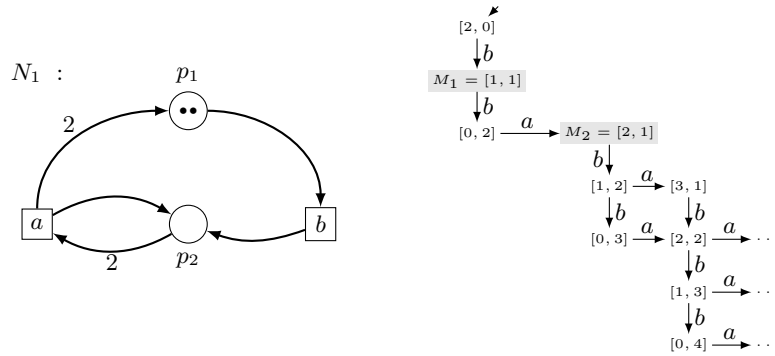 [2, 0]
b
N₁ :
p₁
M₁ = [1, 1]
b
2
[0, 2] a M₂ = [2, 1]
b
[1, 2] a [3, 1]
a b
b b
p₂
2
[0, 3] a [2, 2] a ··
b
[1, 3] a ··
b
[0, 4] a ··